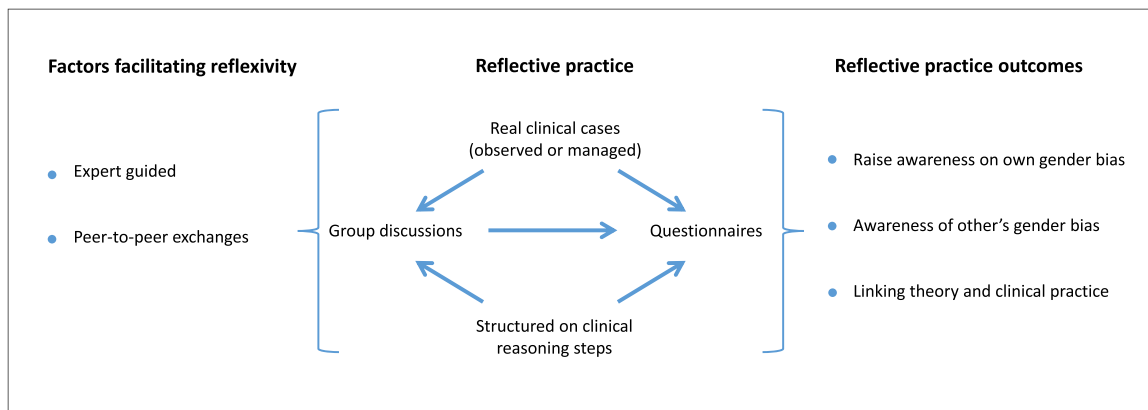 Factors facilitating reflexivity
Expert guided
Peer-to-peer exchanges
Reflective practice
Real clinical cases
(observed or managed)
Group discussions
Questionnaires
Structured on clinical
reasoning steps
Reflective practice outcomes
Raise awareness on own gender bias
Awareness of other’s gender bias
Linking theory and clinical practice